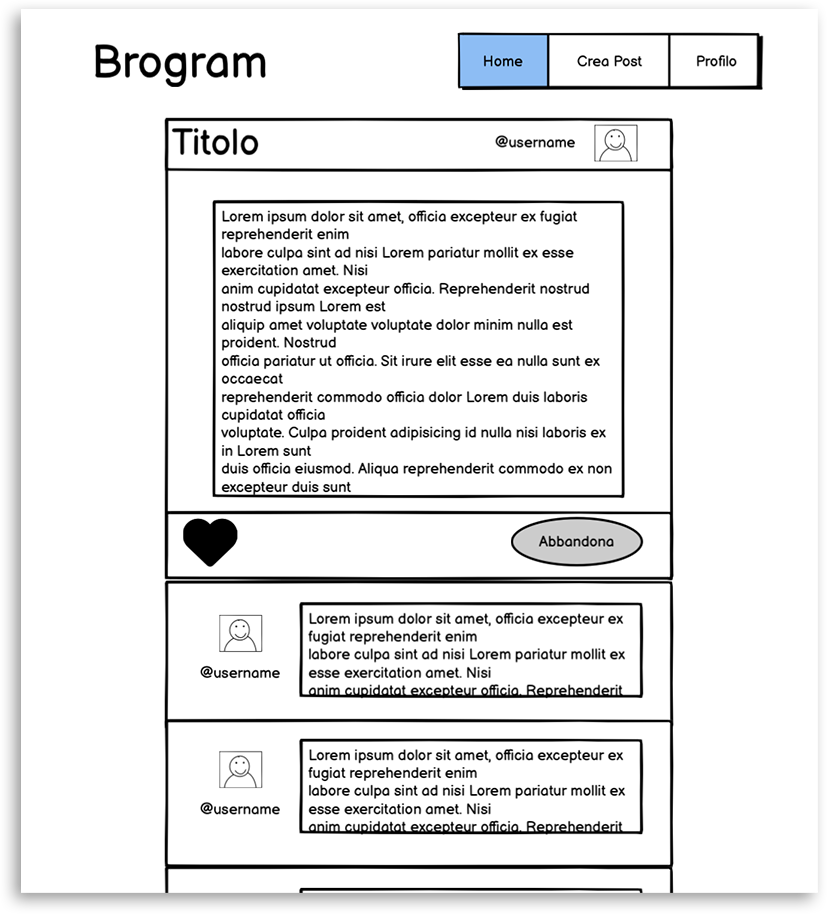 Brogram
Home Crea Post Profilo
Titolo
@username
Lorem ipsum dolor sit amet, officia excepteur ex fugiat
reprehenderit enim
labore culpa sint ad nisi Lorem pariatur mollit ex esse
exercitation amet. Nisi
anim cupidatat excepteur officia. Reprehenderit nostrud
nostrud ipsum Lorem est
aliquip amet voluptate voluptate dolor minim nulla est
proident. Nostrud
officia pariatur ut officia. Sit irure elit esse ea nulla sunt ex
occaecat
reprehenderit commodo officia dolor Lorem duis laboris
cupidatat officia
voluptate. Culpa proident adipisicing id nulla nisi laboris ex
in Lorem sunt
duis officia eiusmod. Aliqua reprehenderit commodo ex non
excepteur duis sunt
Abbandona
@username
Lorem ipsum dolor sit amet, officia excepteur ex
fugiat reprehenderit enim
labore culpa sint ad nisi Lorem pariatur mollit ex
esse exercitation amet. Nisi
anim cupidatat excepteur officia. Reprehenderit
@username
Lorem ipsum dolor sit amet, officia excepteur ex
fugiat reprehenderit enim
labore culpa sint ad nisi Lorem pariatur mollit ex
esse exercitation amet. Nisi
anim cupidatat excepteur officia. Reprehenderit